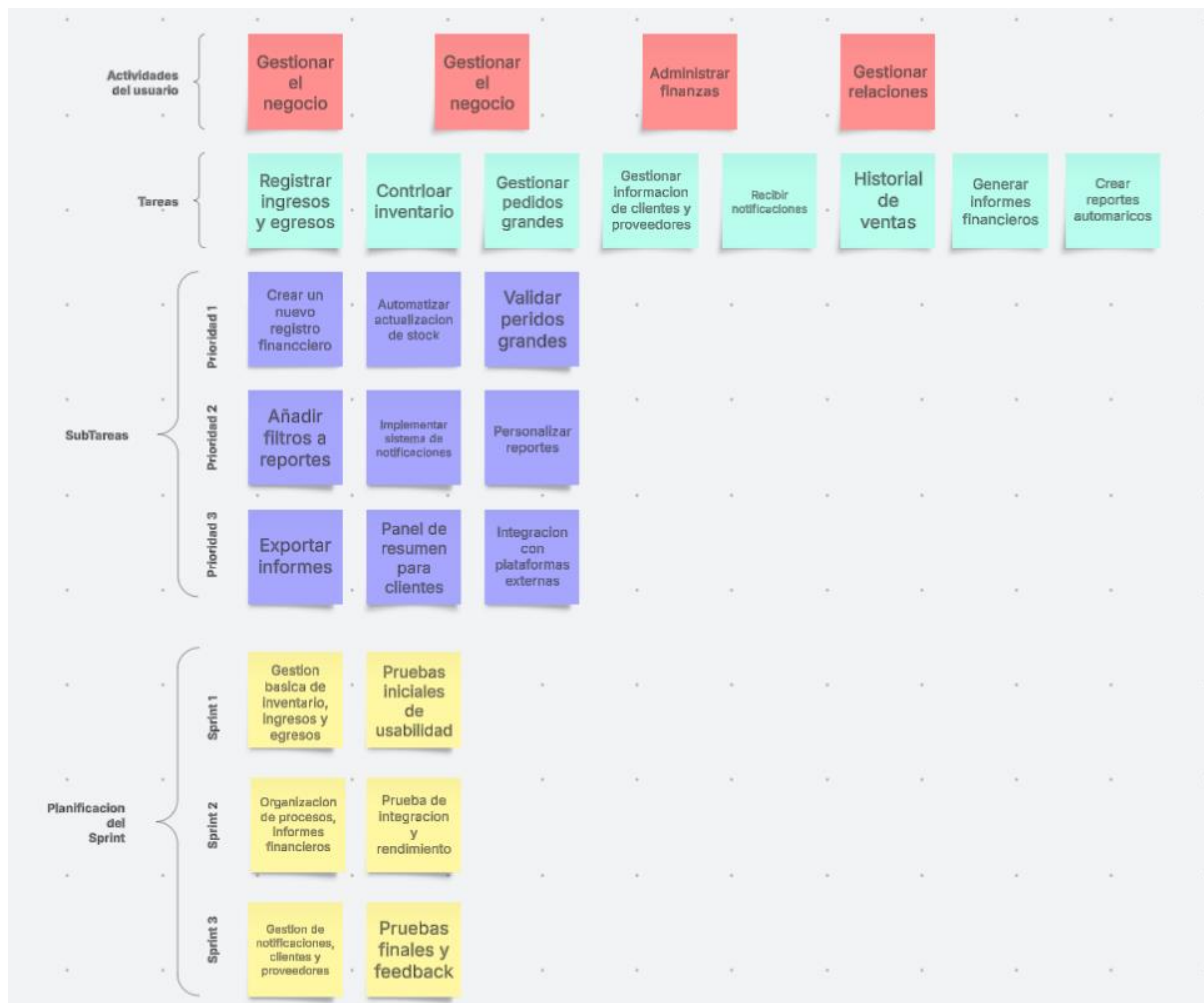 Actividades
del usuario
Gestionar
el
negocio
Gestionar
el
negocio
Administrar
finanzas
Gestionar
relaciones
Tareas
Registrar
ingresos
y egresos
Contrloar
inventario
Gestionar
pedidos
grandes
Gestionar
informacion
de clientes y
proveedores
Recibir
notificaciones
Historial
de
ventas
Generar
informes
financieros
Crear
reportes
automaricos
SubTareas
Prioridad 1
Crear un
nuevo
registro
financciero
Automatizar
actualizacion
de stock
Validar
peridos
grandes
Prioridad 2
Añadir
filtros a
reportes
Implementar
sistema de
notificaciones
Personalizar
reportes
Prioridad 3
Exportar
informes
Panel de
resumen
para
clientes
Integracion
con
plataformas
externas
Planificacion
del
Sprint
Sprint 1
Gestion
basica de
inventario,
ingresos y
egresos
Pruebas
iniciales
de
usabilidad
Sprint 2
Organizacion
de procesos,
informes
financieros
Prueba de
integracion
y
rendimiento
Sprint 3
Gestion de
notificaciones,
clientes y
proveedores
Pruebas
finales y
feedback